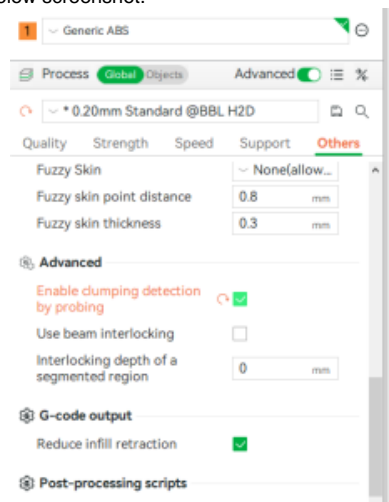 1 Generic ABS
Process Global Objects Advanced
* 0.20mm Standard @BBL H2D
Quality Strength Speed Support Others
Fuzzy Skin None(allow...
Fuzzy skin point distance 0.8 mm
Fuzzy skin thickness 0.3 mm
Advanced
Enable clumping detection
by probing
Use beam interlocking
Interlocking depth of a
segmented region 0 mm
G-code output
Reduce infill retraction
Post-processing scripts